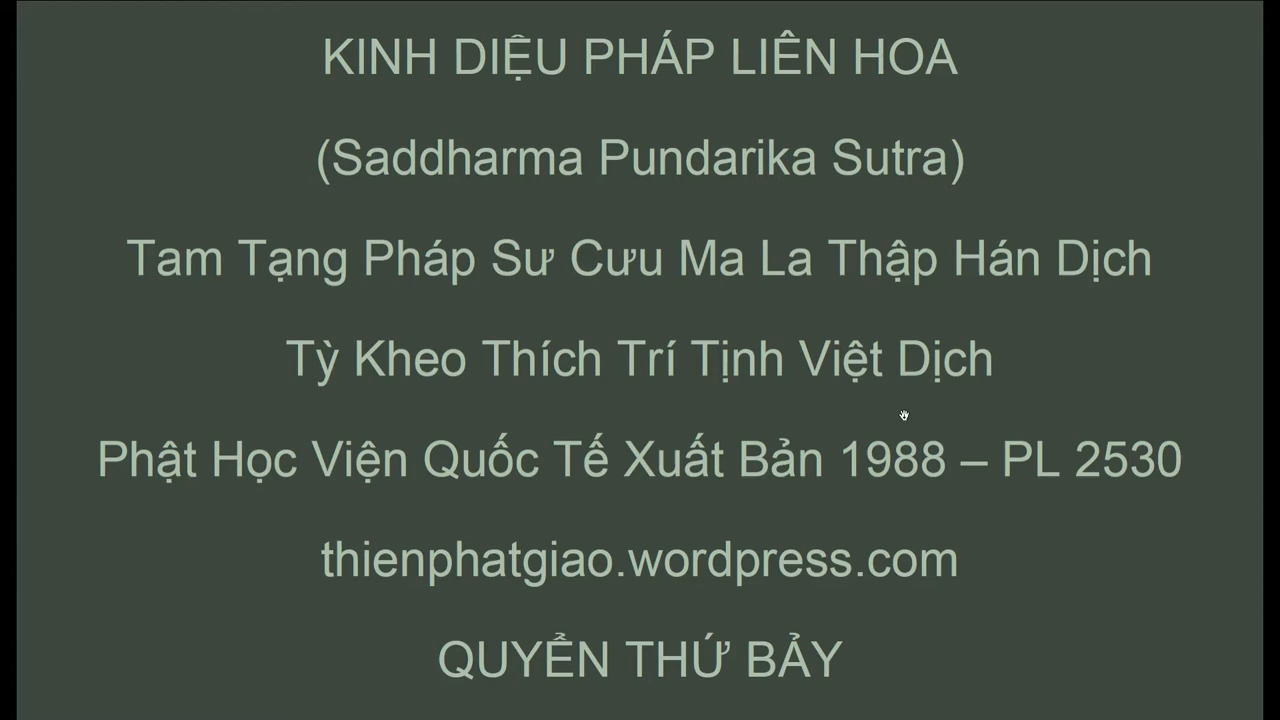 KINH DIỆU PHÁP LIÊN HOA
(Saddharma Pundarika Sutra)
Tam Tạng Pháp Sư Cưu Ma La Thập Hán Dịch
Tỳ Kheo Thích Trí Tịnh Việt Dịch
Phật Học Viện Quốc Tế Xuất Bản 1988 – PL 2530
thienphatgiao.wordpress.com
QUYỂN THỨ BẢY